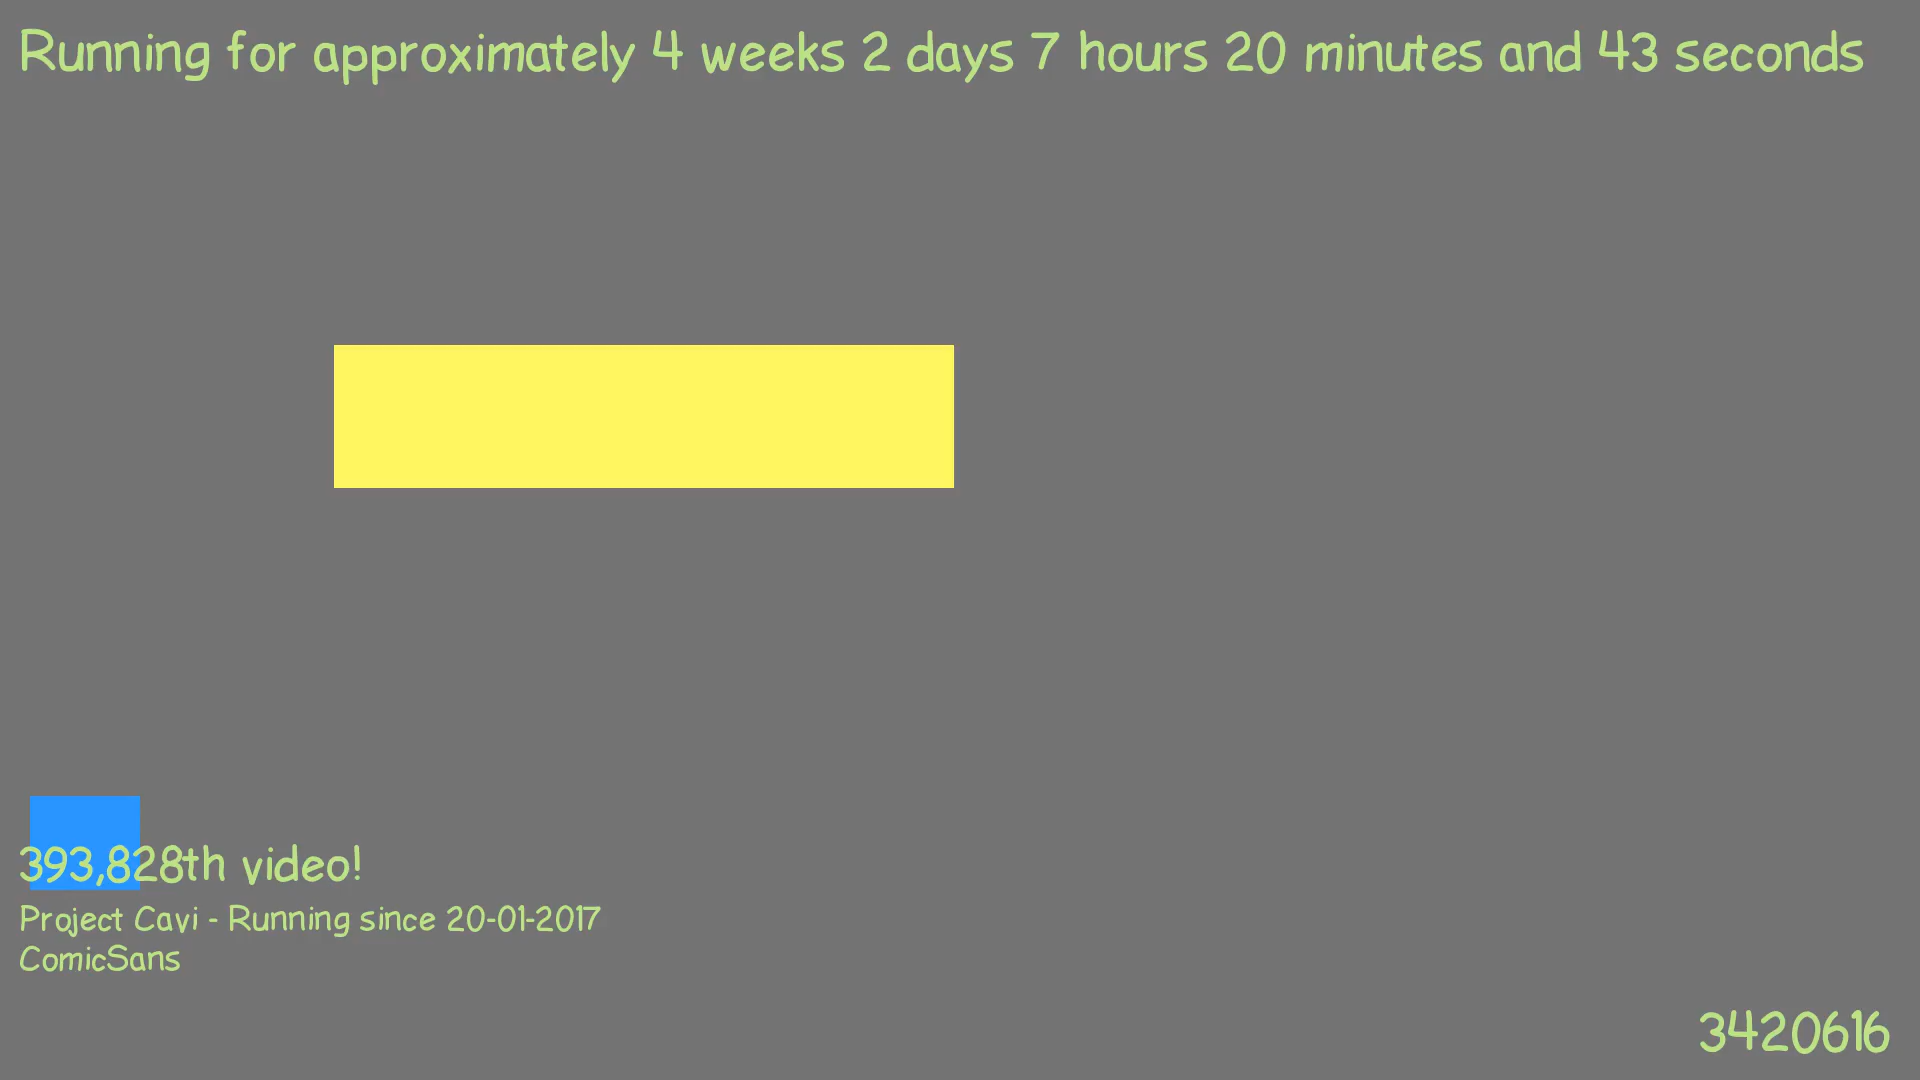 Running for approximately 4 weeks 2 days 7 hours 20 minutes and 43 seconds
393,828th video!
Project Cavi - Running since 20-01-2017
ComicSans
3420616